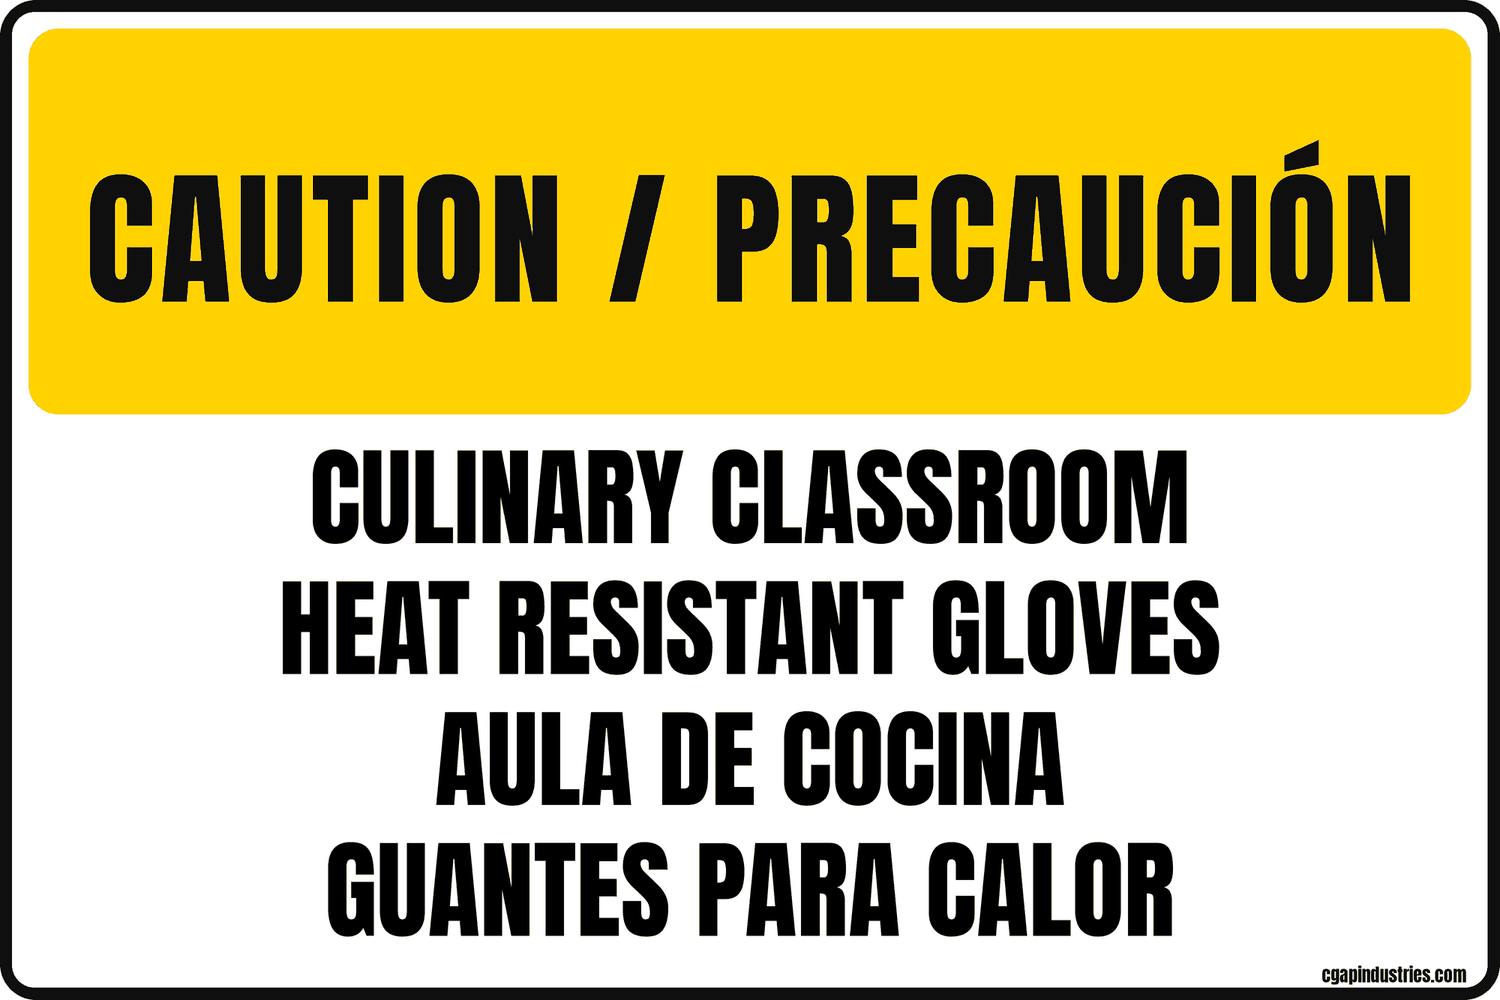 CAUTION / PRECAUCIÓN
CULINARY CLASSROOM
HEAT RESISTANT GLOVES
AULA DE COCINA
GUANTES PARA CALOR
cgapindustries.com